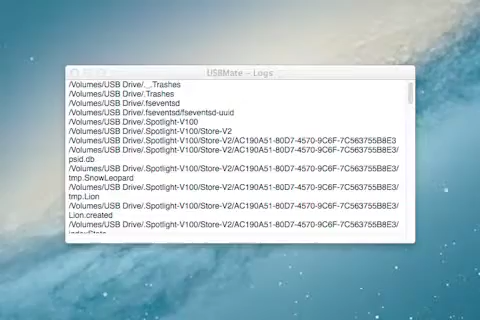 USBMate – Logs
/Volumes/USB Drive/._.Trashes
/Volumes/USB Drive/.Trashes
/Volumes/USB Drive/.fseventsd
/Volumes/USB Drive/.fseventsd/fseventsd-uuid
/Volumes/USB Drive/.Spotlight-V100
/Volumes/USB Drive/.Spotlight-V100/Store-V2
/Volumes/USB Drive/.Spotlight-V100/Store-V2/AC190A51-80D7-4570-9C6F-7C563755B8E3
/Volumes/USB Drive/.Spotlight-V100/Store-V2/AC190A51-80D7-4570-9C6F-7C563755B8E3/
psid.db
/Volumes/USB Drive/.Spotlight-V100/Store-V2/AC190A51-80D7-4570-9C6F-7C563755B8E3/
tmp.SnowLeopard
/Volumes/USB Drive/.Spotlight-V100/Store-V2/AC190A51-80D7-4570-9C6F-7C563755B8E3/
tmp.Lion
/Volumes/USB Drive/.Spotlight-V100/Store-V2/AC190A51-80D7-4570-9C6F-7C563755B8E3/
Lion.created
/Volumes/USB Drive/.Spotlight-V100/Store-V2/AC190A51-80D7-4570-9C6F-7C563755B8E3/